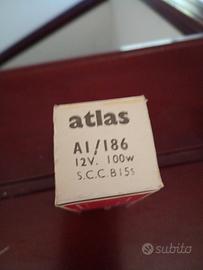 atlas
A1/186
12V. 100w
S.C.C. B15s
subito